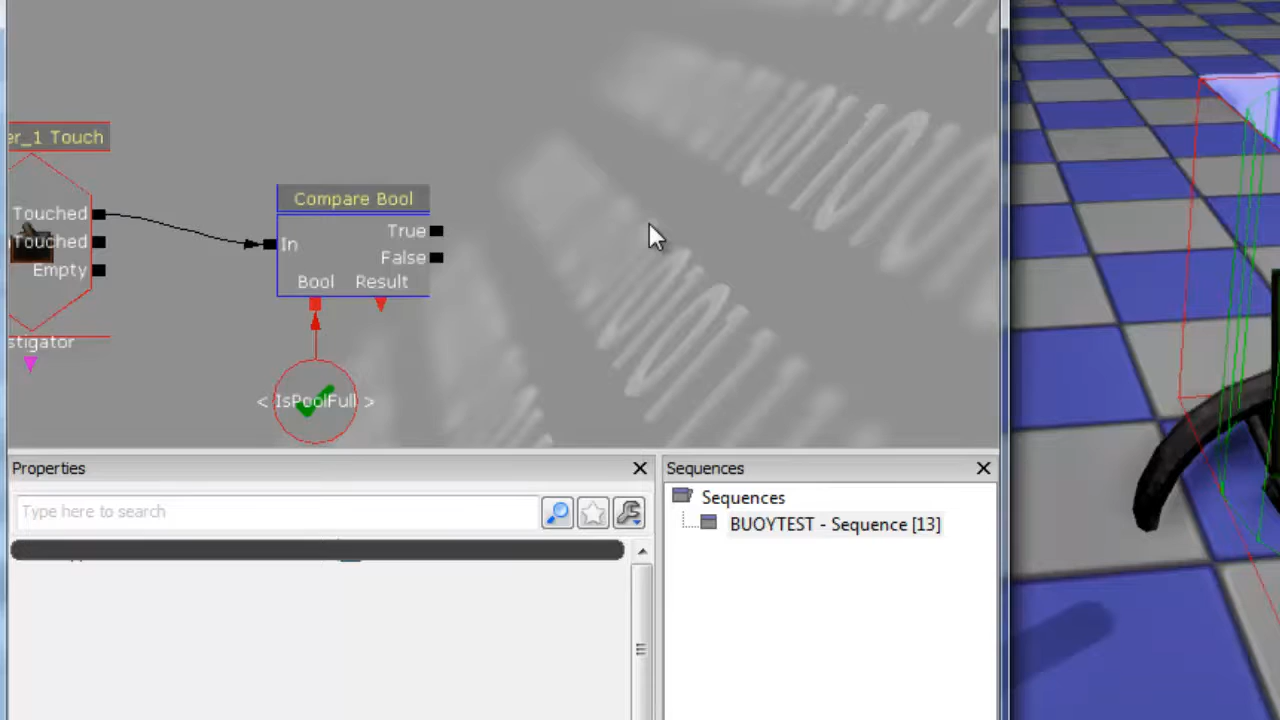 er_1 Touch
Touched
Touched
Empty
stigator
Compare Bool
In
True
False
Bool Result
< IsPoolFull >
Properties
Type here to search
Sequences
Sequences
BUOYTEST - Sequence [13]